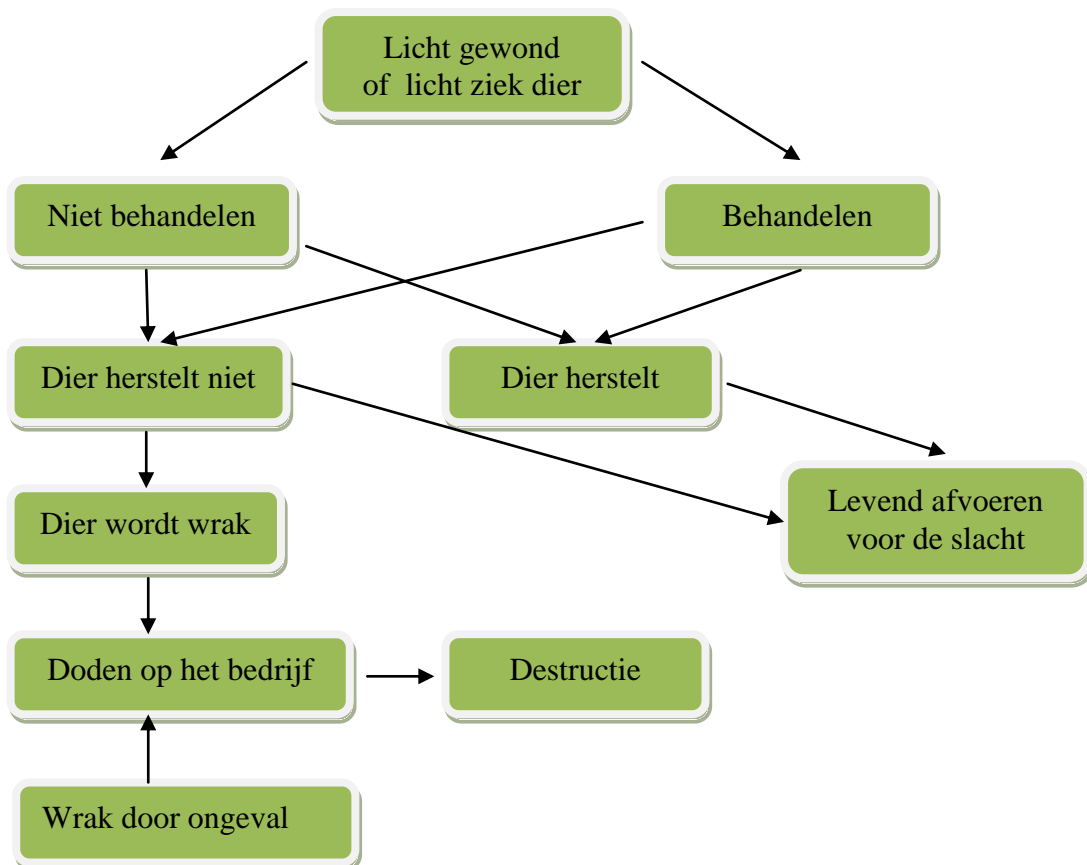 Licht gewond
of licht ziek dier
Niet behandelen
Behandelen
Dier herstelt niet
Dier herstelt
Dier wordt wrak
Levend afvoeren
voor de slacht
Doden op het bedrijf
Destructie
Wrak door ongeval